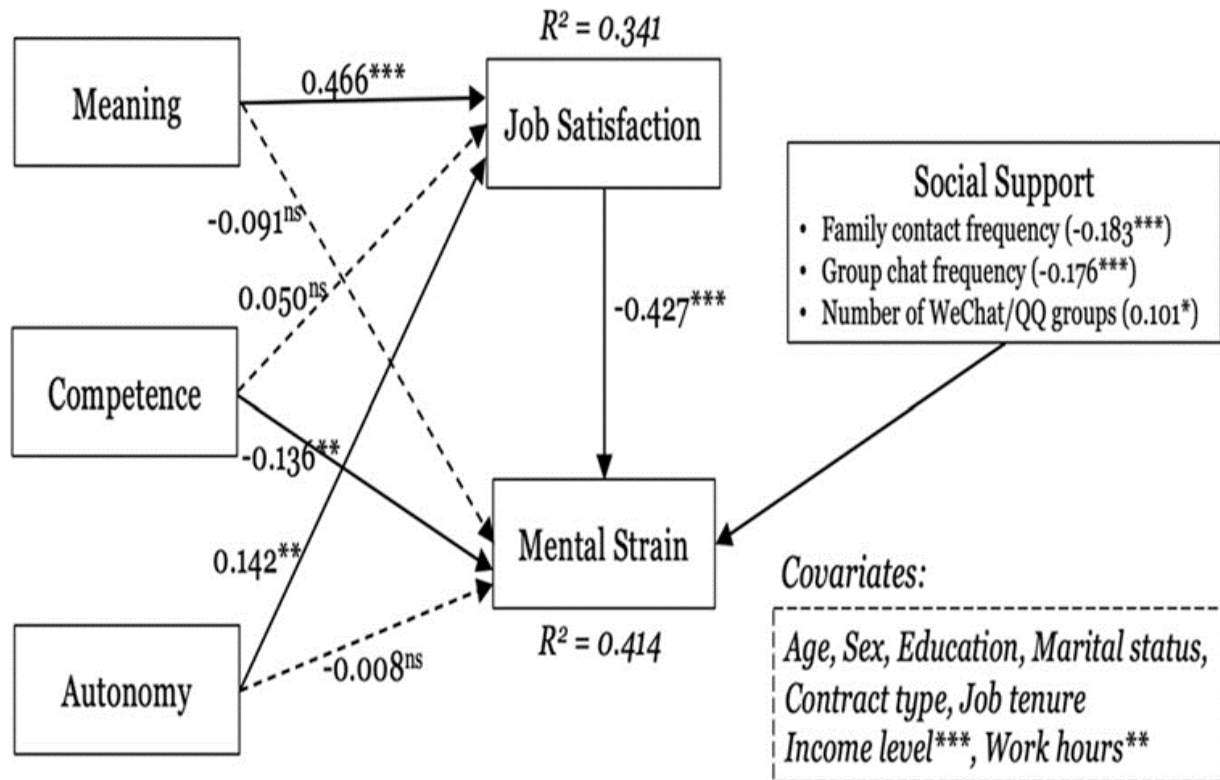 R² = 0.341
Meaning
0.466***
Job Satisfaction
Social Support
• Family contact frequency (-0.183***)
• Group chat frequency (-0.176***)
• Number of WeChat/QQ groups (0.101*)
-0.091ns
0.050ns
-0.427***
Competence
-0.136**
Mental Strain
0.142**
Covariates:
R² = 0.414
-0.008ns
Autonomy
Age, Sex, Education, Marital status,
Contract type, Job tenure
Income level***, Work hours**